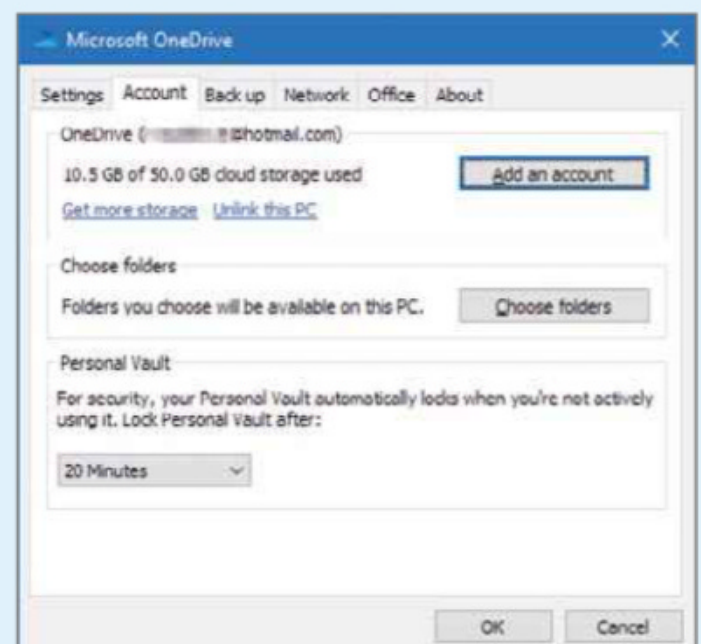 Microsoft OneDrive
Settings Account Back up Network Office About
OneDrive ( @hotmail.com)
10.5 GB of 50.0 GB cloud storage used
Add an account
Get more storage Unlink this PC
Choose folders
Folders you choose will be available on this PC.
Choose folders
Personal Vault
For security, your Personal Vault automatically locks when you're not actively
using it. Lock Personal Vault after:
20 Minutes
OK Cancel